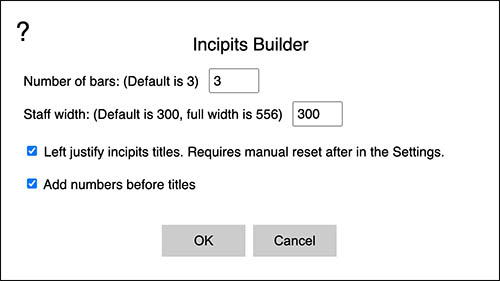 ?
Incipits Builder
Number of bars: (Default is 3) 3
Staff width: (Default is 300, full width is 556) 300
Left justify incipits titles. Requires manual reset after in the Settings.
Add numbers before titles
OK Cancel